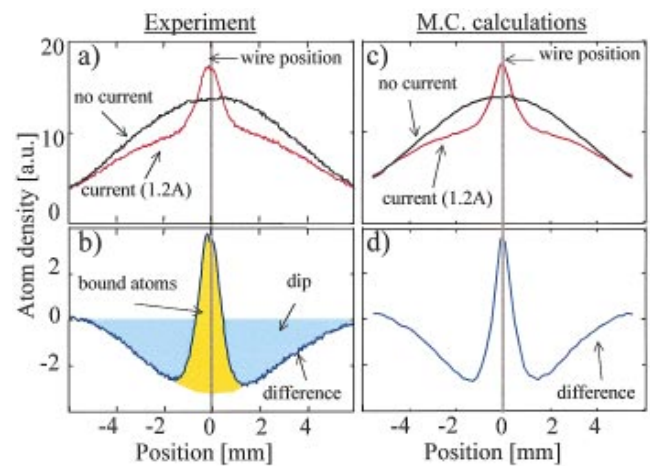 Experiment
M.C. calculations
a)
wire position
no current
current (1.2A)
c)
wire position
no current
current (1.2A)
20
10
0
Atom density [a.u.]
b)
bound atoms
dip
difference
2
0
-2
d)
difference
-4 -2 0 2 4
Position [mm]
-4 -2 0 2 4
Position [mm]